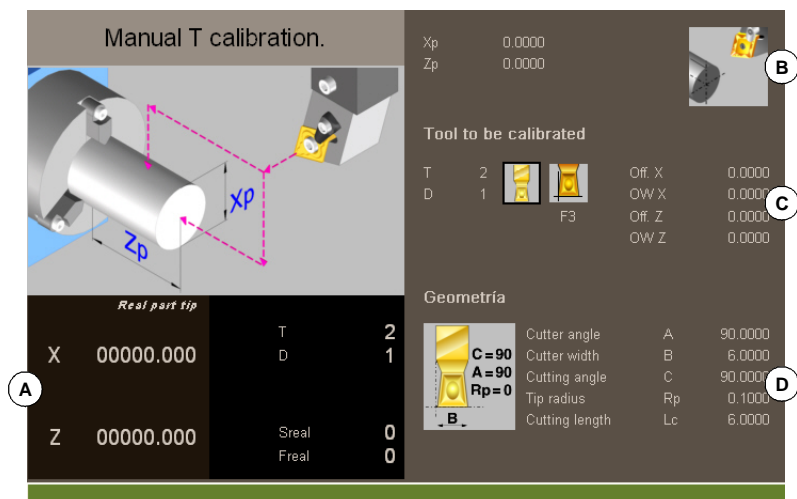 Manual T calibration.
Xp
Zp
Real part tip
X 00000.000
Z 00000.000
T 2
D 1
Sreal 0
Freal 0
A
Xp 0.0000
Zp 0.0000
B
Tool to be calibrated
T 2
D 1
F3
Off. X 0.0000
OW X 0.0000
Off. Z 0.0000
OW Z 0.0000
C
Geometría
C=90
A=90
Rp=0
B
Cutter angle A 90.0000
Cutter width B 6.0000
Cutting angle C 90.0000
Tip radius Rp 0.1000
Cutting length Lc 6.0000
D